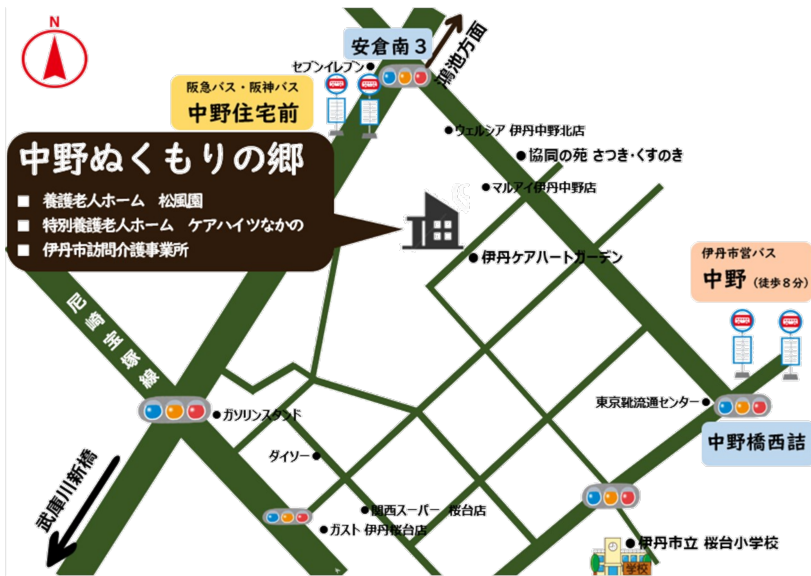 N
安倉南3
鴻池方面
セブンイレブン
阪急バス・阪神バス
中野住宅前
ウェルシア 伊丹中野北店
協同の苑 さつき・くすのき
マルアイ伊丹中野店
中野ぬくもりの郷
養護老人ホーム 松風園
特別養護老人ホーム ケアハイツなかの
伊丹市訪問介護事業所
伊丹ケアハートガーデン
伊丹市営バス
中野 (徒歩8分)
尼崎宝塚線
東京靴流通センター
ガソリンスタンド
中野橋西詰
ダイソー
武庫川新橋
関西スーパー 桜台店
ガスト 伊丹桜台店
伊丹市立 桜台小学校
学校